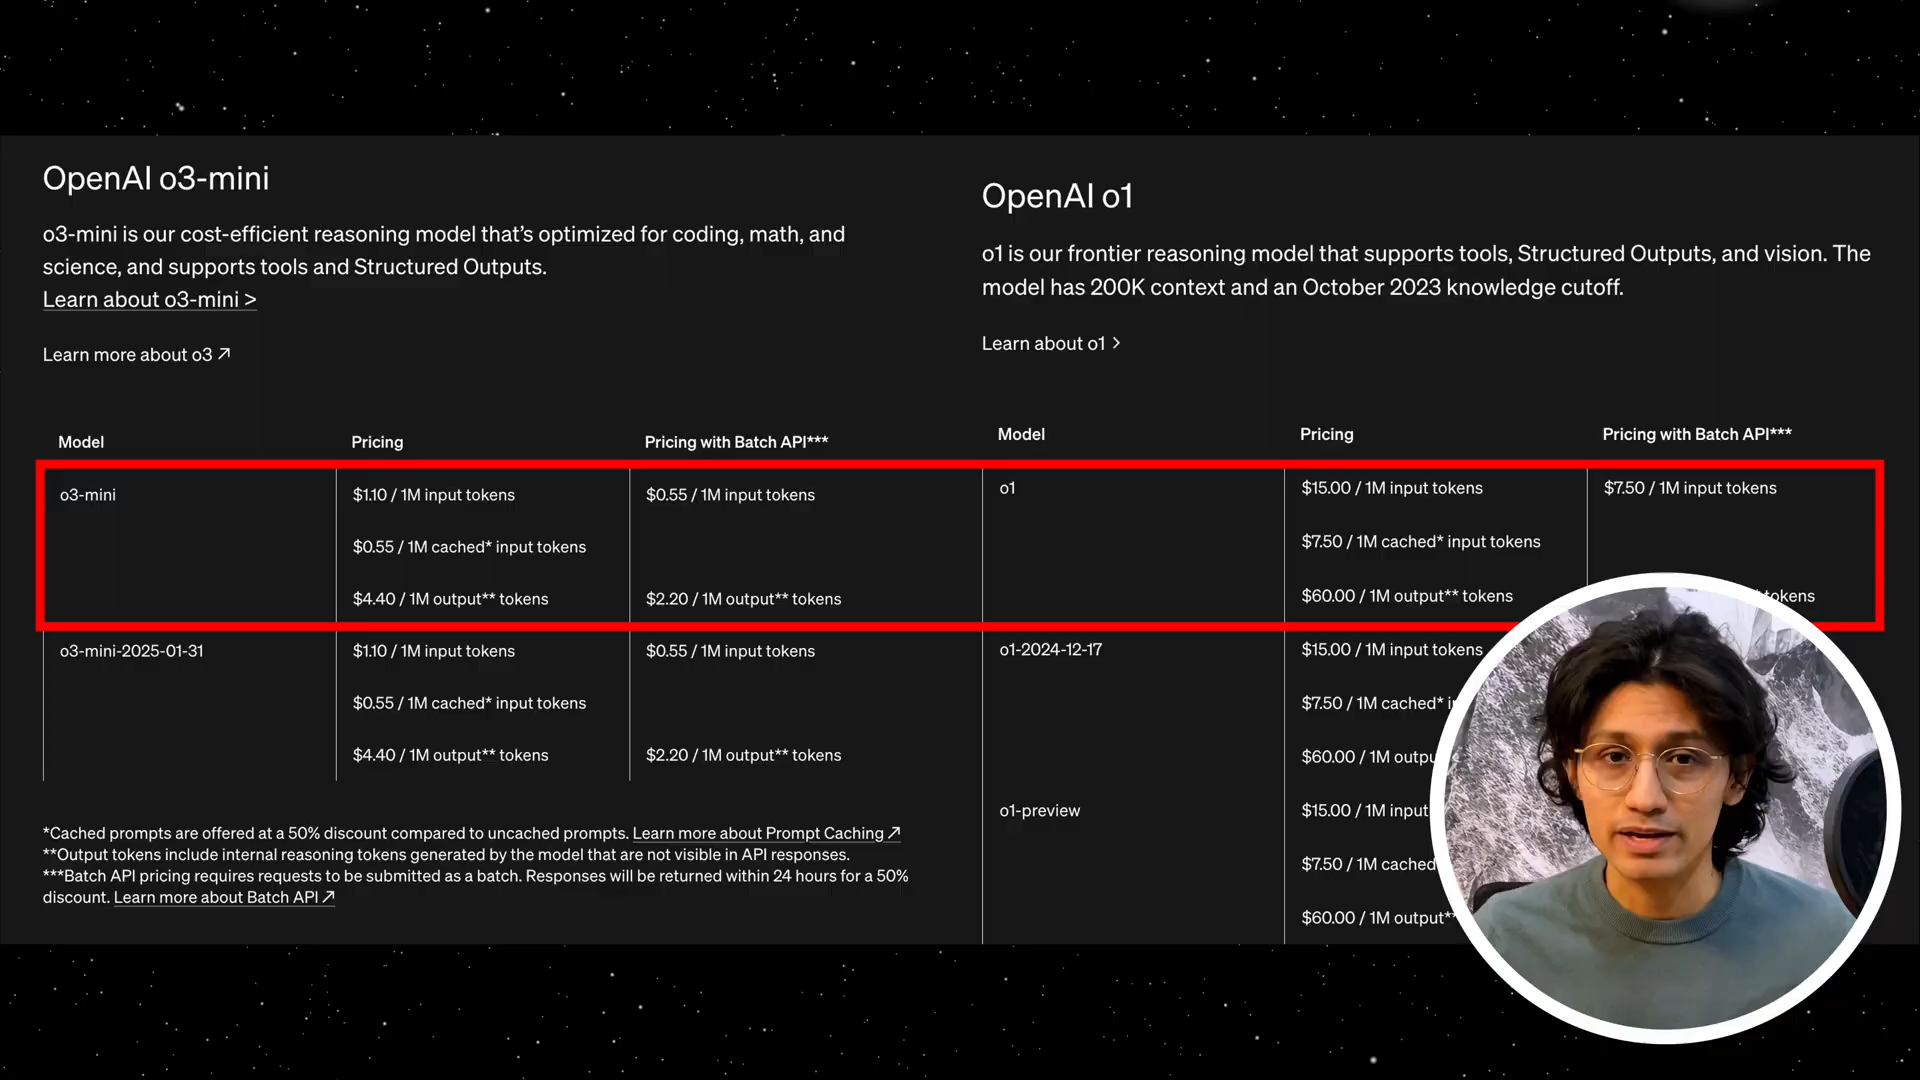 OpenAI o3-mini
o3-mini is our cost-efficient reasoning model that's optimized for coding, math, and
science, and supports tools and Structured Outputs.
Learn about o3-mini >
Learn more about o3 ↗
Model Pricing Pricing with Batch API***
o3-mini $1.10 / 1M input tokens $0.55 / 1M input tokens
$0.55 / 1M cached* input tokens
$4.40 / 1M output** tokens $2.20 / 1M output** tokens
o3-mini-2025-01-31 $1.10 / 1M input tokens $0.55 / 1M input tokens
$0.55 / 1M cached* input tokens
$4.40 / 1M output** tokens $2.20 / 1M output** tokens
*Cached prompts are offered at a 50% discount compared to uncached prompts. Learn more about Prompt Caching ↗
**Output tokens include internal reasoning tokens generated by the model that are not visible in API responses.
***Batch API pricing requires requests to be submitted as a batch. Responses will be returned within 24 hours for a 50%
discount. Learn more about Batch API ↗
OpenAI o1
o1 is our frontier reasoning model that supports tools, Structured Outputs, and vision. The
model has 200K context and an October 2023 knowledge cutoff.
Learn about o1 >
Model Pricing Pricing with Batch API***
o1 $15.00 / 1M input tokens $7.50 / 1M input tokens
$7.50 / 1M cached* input tokens
$60.00 / 1M output** tokens tokens
o1-2024-12-17 $15.00 / 1M input tokens
$7.50 / 1M cached*
$60.00 / 1M
o1-preview $15.00 / 1M input
$7.50 / 1M cached
$60.00 / 1M output**